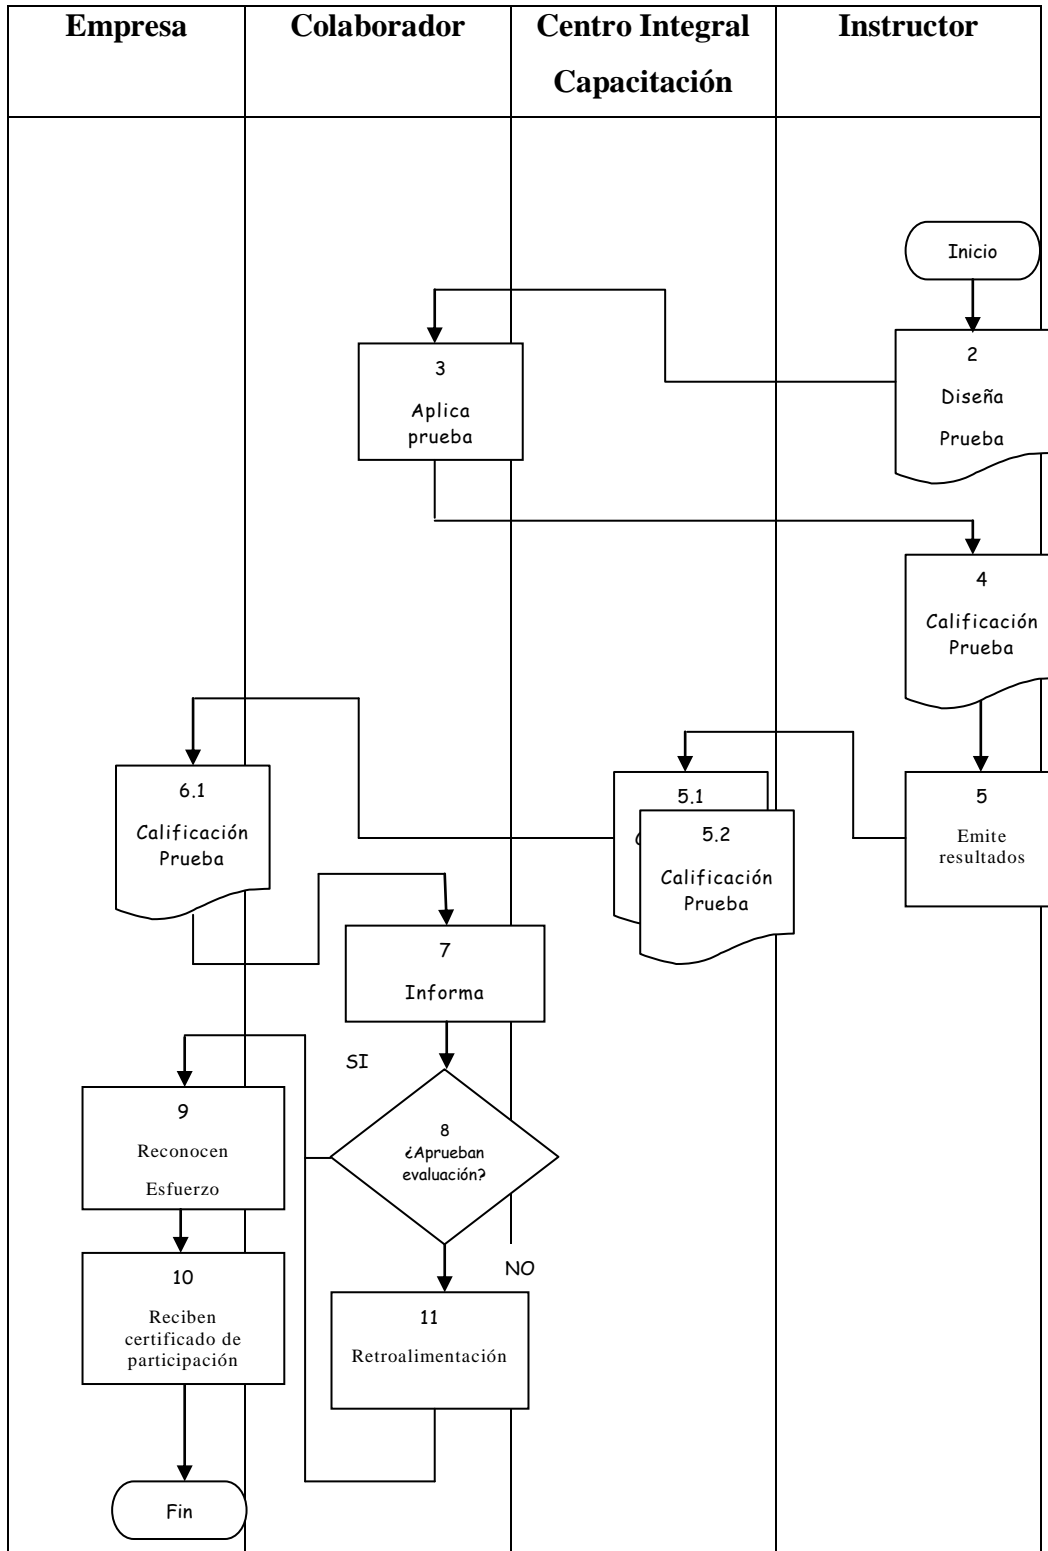 Empresa
Colaborador
Centro Integral
Capacitación
Instructor
Inicio
2
Diseña
Prueba
3
Aplica
prueba
4
Calificación
Prueba
5
Emite
resultados
5.1
5.2
Calificación
Prueba
6.1
Calificación
Prueba
7
Informa
SI
8
¿Aprueban
evaluación?
NO
9
Reconocen
Esfuerzo
10
Reciben
certificado de
participación
11
Retroalimentación
Fin